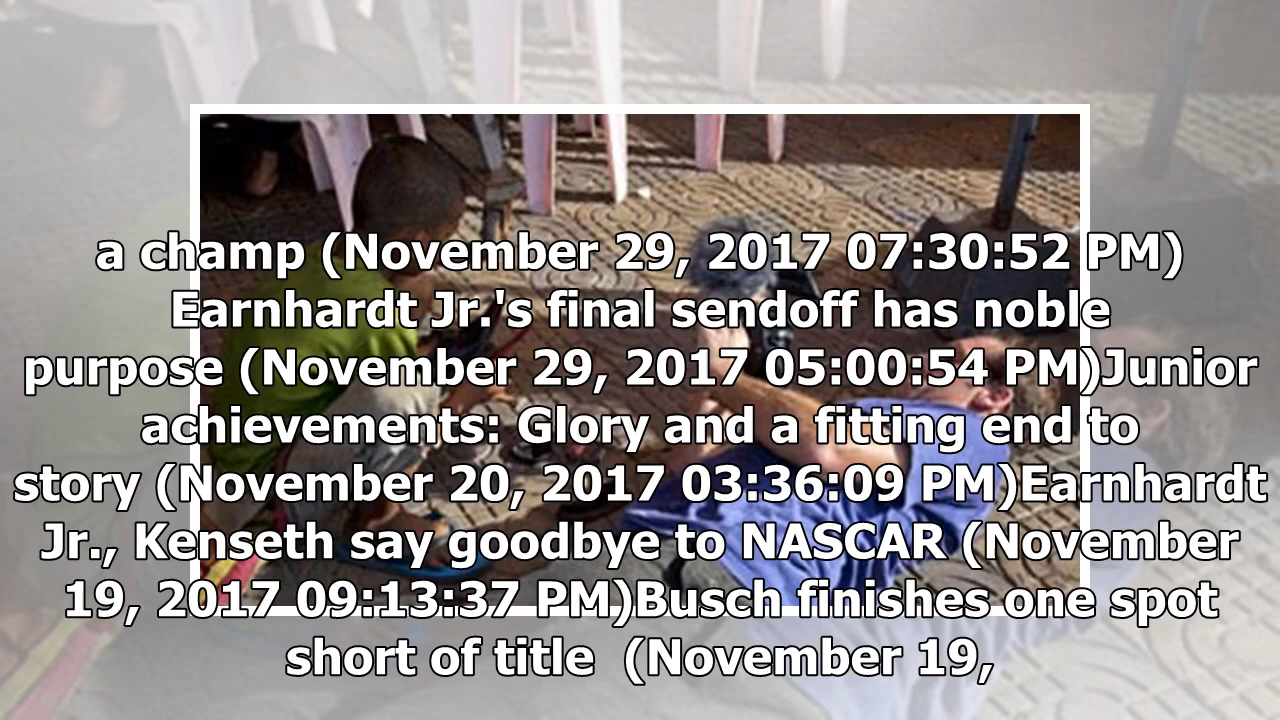 a champ (November 29, 2017 07:30:52 PM)
Earnhardt Jr.'s final sendoff has noble
purpose (November 29, 2017 05:00:54 PM)Junior
achievements: Glory and a fitting end to
story (November 20, 2017 03:36:09 PM)Earnhardt
Jr., Kenseth say goodbye to NASCAR (November
19, 2017 09:13:37 PM)Busch finishes one spot
short of title  (November 19,